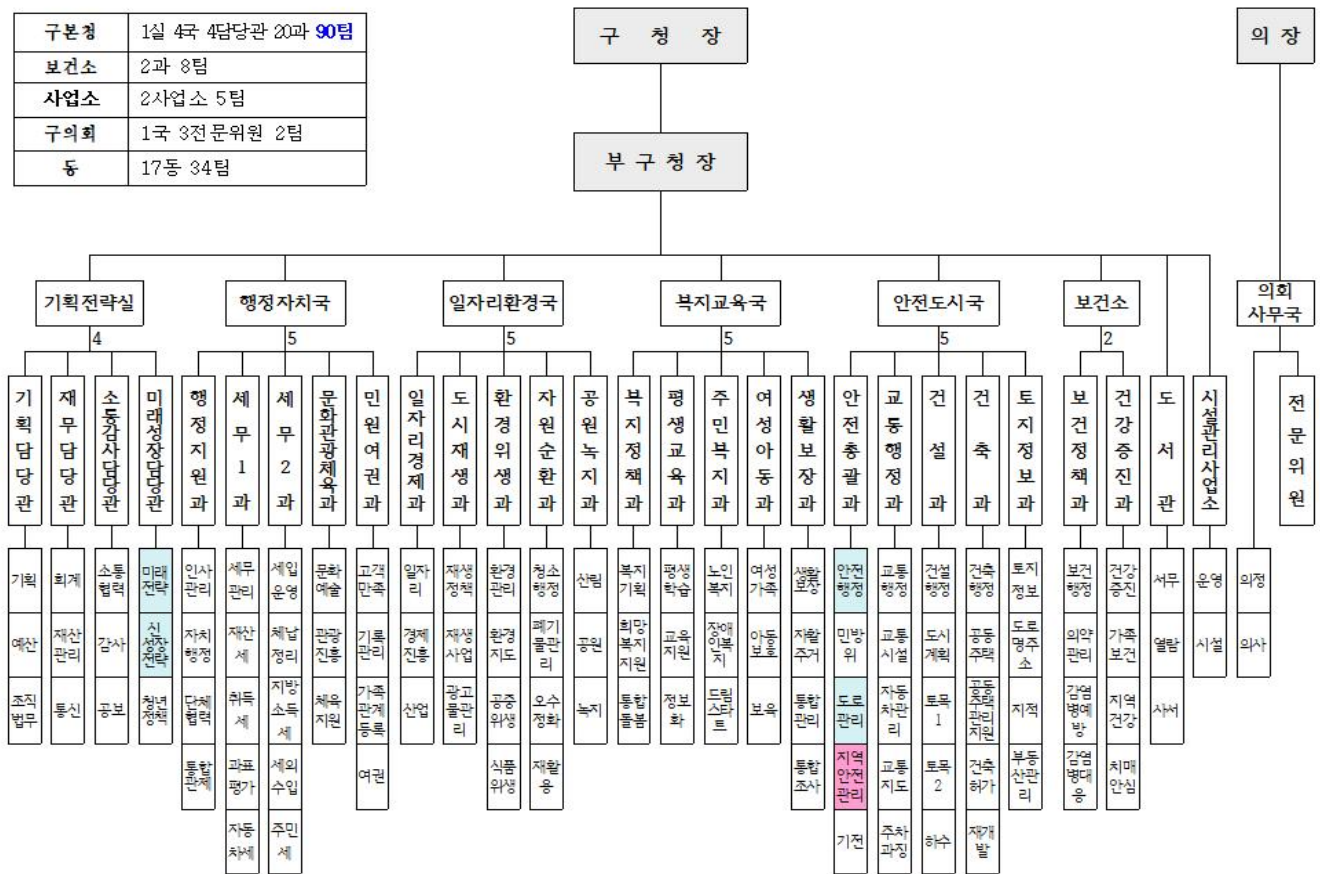 구본청 1실 4국 4담당관 20과 90팀
보건소 2과 8팀
사업소 2사업소 5팀
구의회 1국 3전문위원 2팀
동 17동 34팀
구 청 장
의 장
부 구 청 장
기획전략실
행정자치국
일자리환경국
복지교육국
안전도시국
보건소
의회
사무국
4
5
5
5
5
2
기획담당관
재무담당관
소통감사담당관
미래성장담당관
행정지원과
세무1과
세무2과
문화관광체육과
민원여권과
일자리경제과
도시재생과
환경위생과
자원순환과
공원녹지과
복지정책과
평생교육과
주민복지과
여성아동과
생활보장과
안전총괄과
교통행정과
건설과
건축과
토지정보과
보건정책과
건강증진과
도서관
시설관리사업소
전문위원
기획
예산
조직
법무
회계
재산
관리
통신
소통
협력
감사
공보
미래
전략
신
성장
전략
청년
정책
인사
관리
자치
행정
단체
협력
통합
관제
세무
관리
재산
세
취득
세
과표
평가
자동
차세
세입
운영
체납
정리
지방
소득
세
세외
수입
주민
세
문화
예술
관광
진흥
체육
지원
고객
만족
기록
관리
가족
관계
등록
여권
일자
리
경제
진흥
산업
재생
정책
재생
사업
광고
물관
리
환경
관리
환경
지도
공중
위생
식품
위생
청소
행정
폐기
물관
리
오수
정화
재활
용
산림
공원
녹지
복지
기획
희망
복지
지원
통합
돌봄
평생
학습
교육
지원
정보
화
노인
복지
장애
인복
지
드림
스타
트
여성
가족
아동
보호
보육
생활
보장
자활
주거
통합
관리
통합
조사
안전
행정
민방
위
도로
관리
지역
안전
관리
기전
교통
행정
교통
시설
자동
차관
리
교통
지도
주차
과징
건설
행정
도시
계획
토목
1
토목
2
하수
건축
행정
공동
주택
공동
주택
관리
지원
건축
허가
재개
발
토지
정보
도로
명주
소
지적
부동
산관
리
보건
행정
의약
관리
감염
병예
방
감염
병대
응
건강
증진
가족
보건
지역
건강
치매
안심
서무
열람
사서
운영
시설
의정
의사